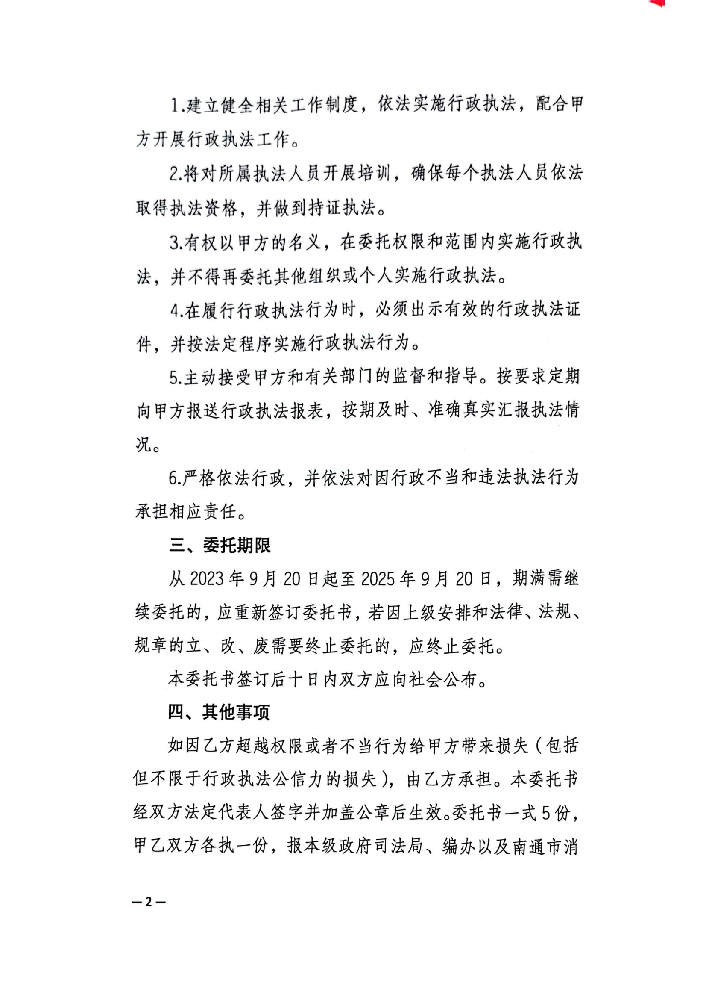 1.建立健全相关工作制度，依法实施行政执法，配合甲
方开展行政执法工作。
2.将对所属执法人员开展培训，确保每个执法人员依法
取得执法资格，并做到持证执法。
3.有权以甲方的名义，在委托权限和范围内实施行政执
法，并不得再委托其他组织或个人实施行政执法。
4.在履行行政执法行为时，必须出示有效的行政执法证
件，并按法定程序实施行政执法行为。
5.主动接受甲方和有关部门的监督和指导。按要求定期
向甲方报送行政执法报表，按期及时、准确真实汇报执法情
况。
6.严格依法行政，并依法对因行政不当和违法执法行为
承担相应责任。
三、委托期限
从 2023 年 9 月 20 日起至 2025 年 9 月 20 日，期满需继
续委托的，应重新签订委托书，若因上级安排和法律、法规、
规章的立、改、废需要终止委托的，应终止委托。
本委托书签订后十日内双方应向社会公布。
四、其他事项
如因乙方超越权限或者不当行为给甲方带来损失（包括
但不限于行政执法公信力的损失），由乙方承担。本委托书
经双方法定代表人签字并加盖公章后生效。委托书一式 5 份，
甲乙双方各执一份，报本级政府司法局、编办以及南通市消
— 2 —